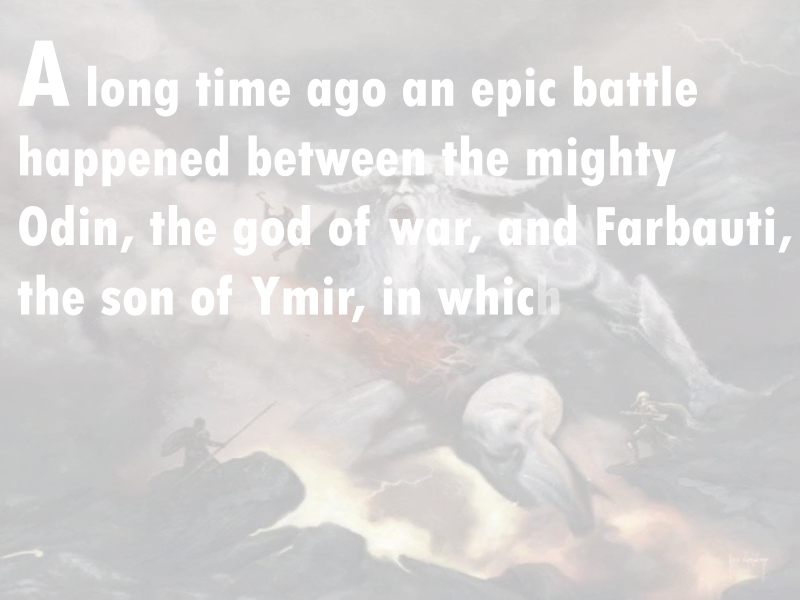 A long time ago an epic battle
happened between the mighty
Odin, the god of war, and Farbauti,
the son of Ymir, in which